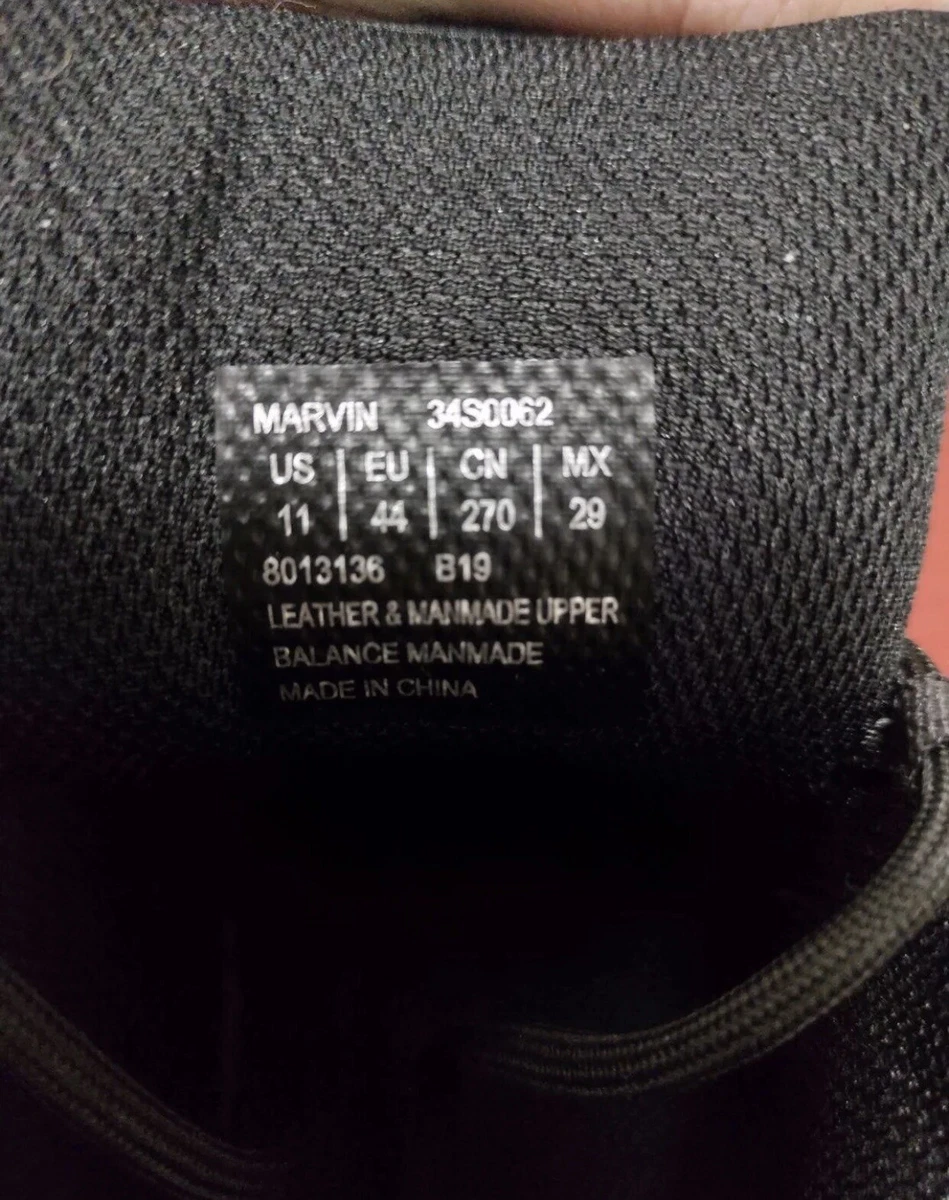 MARVIN 34S0062
US | EU | CN | MX
11 | 44 | 270 | 29
8013136 B19
LEATHER & MANMADE UPPER
BALANCE MANMADE
MADE IN CHINA